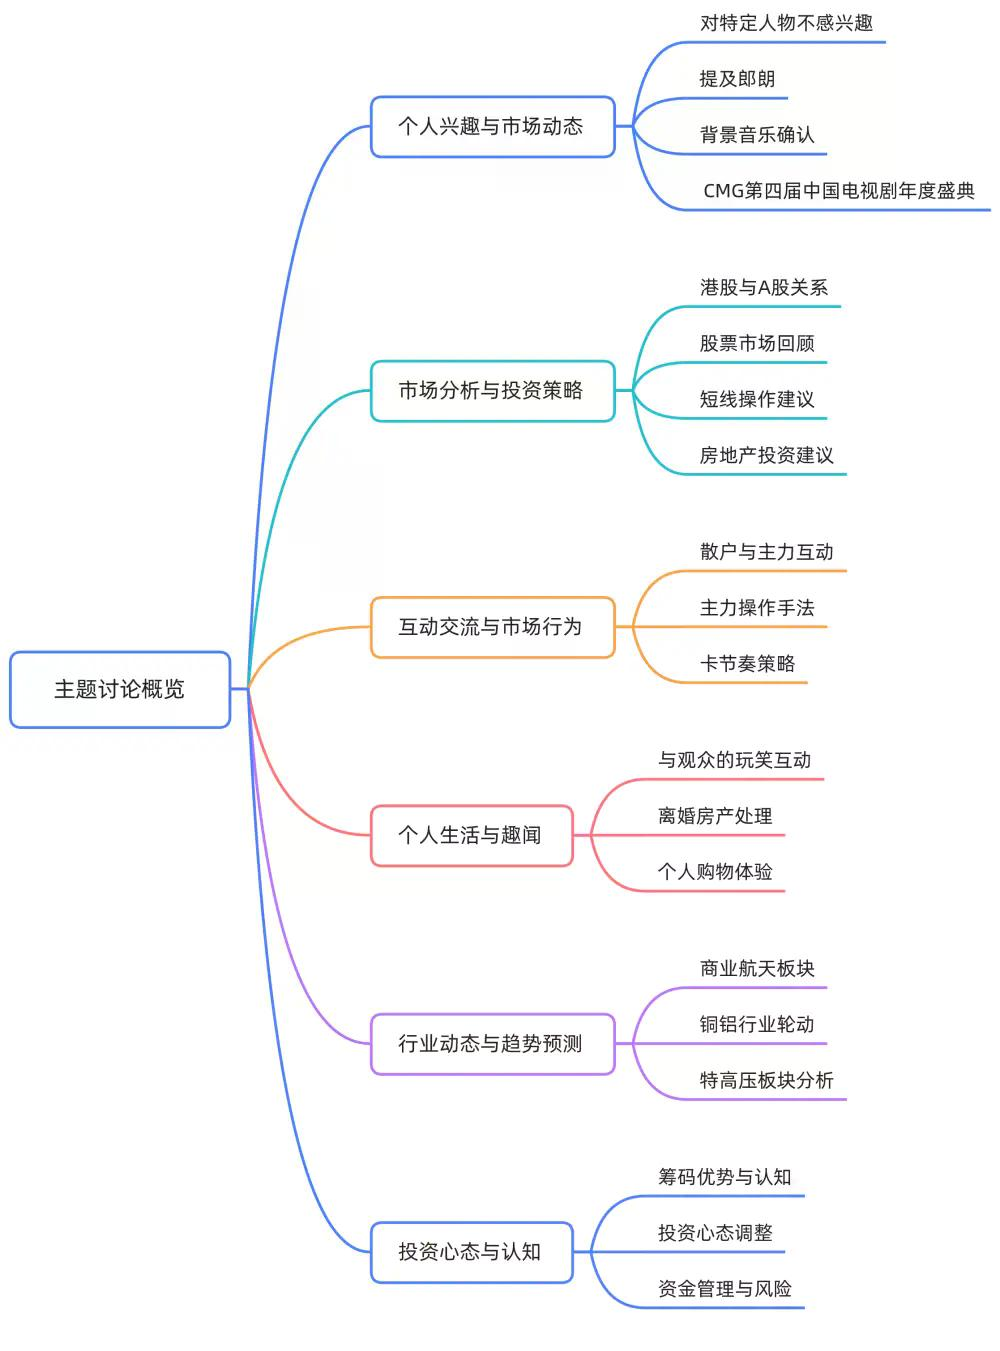 主题讨论概览
个人兴趣与市场动态
对特定人物不感兴趣
提及郎朗
背景音乐确认
CMG第四届中国电视剧年度盛典
市场分析与投资策略
港股与A股关系
股票市场回顾
短线操作建议
房地产投资建议
互动交流与市场行为
散户与主力互动
主力操作手法
卡节奏策略
个人生活与趣闻
与观众的玩笑互动
离婚房产处理
个人购物体验
行业动态与趋势预测
商业航天板块
铜铝行业轮动
特高压板块分析
投资心态与认知
筹码优势与认知
投资心态调整
资金管理与风险